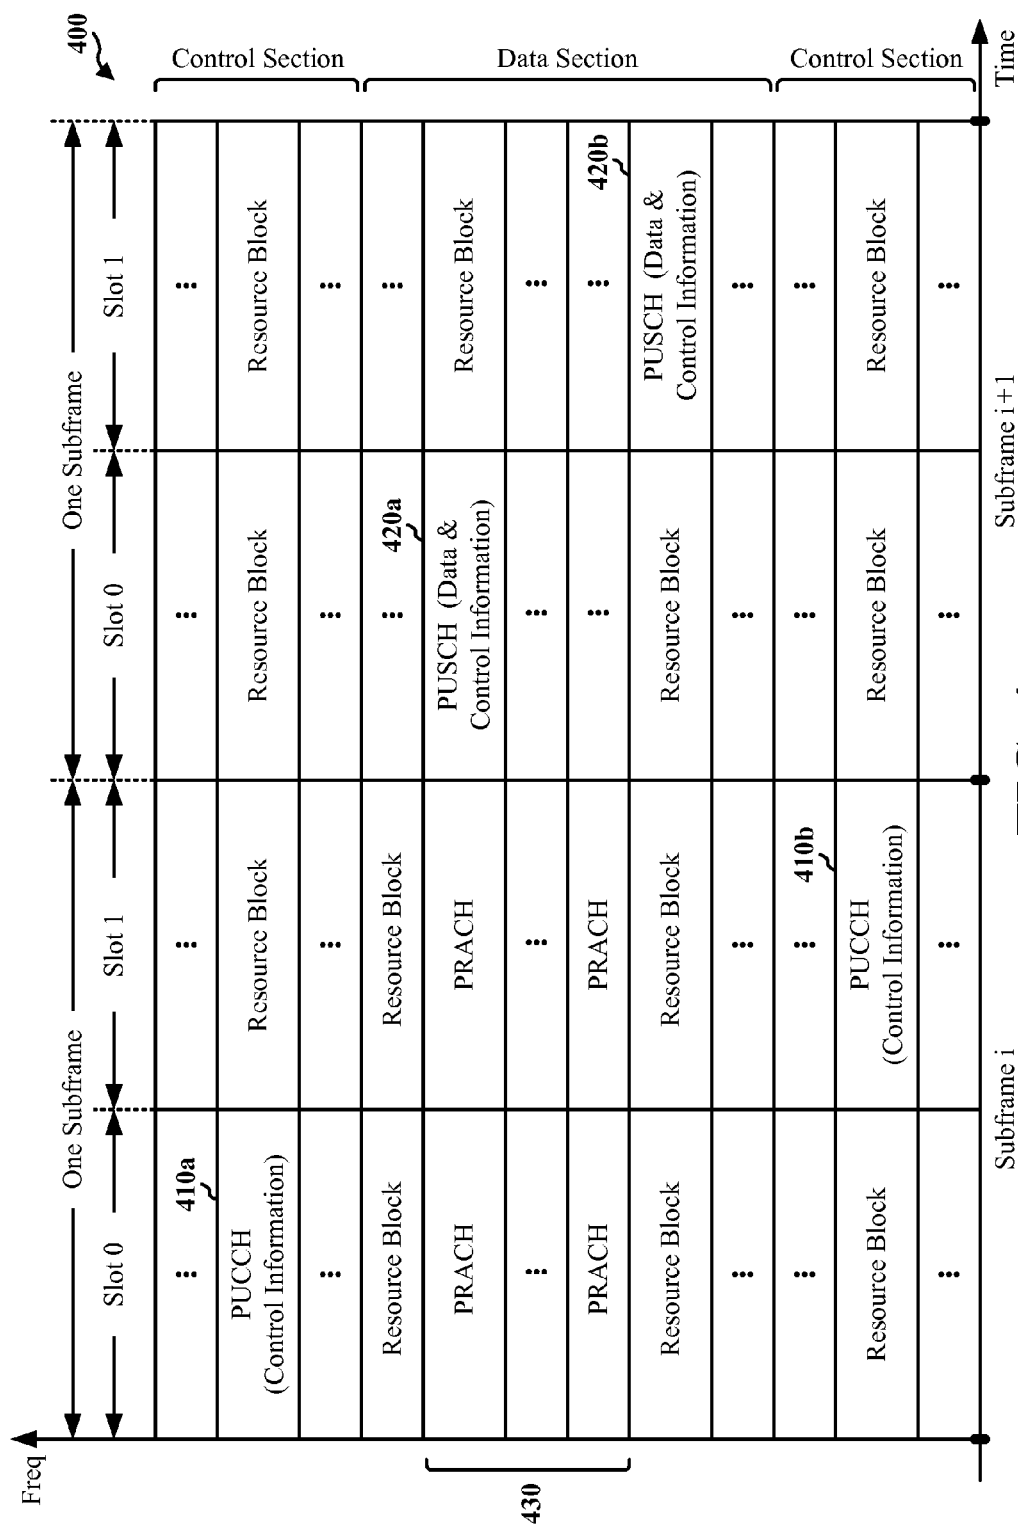 Freq
One Subframe
One Subframe
400
Slot 0
Slot 1
Slot 0
Slot 1
...
410a
...
...
...
Control Section
PUCCH
(Control Information)
Resource Block
Resource Block
Resource Block
...
...
...
...
Resource Block
Resource Block
...
420a
...
PRACH
PRACH
PUSCH (Data &
Control Information)
Resource Block
430
...
...
...
...
Data Section
PRACH
PRACH
...
...
420b
Resource Block
Resource Block
Resource Block
PUSCH (Data &
Control Information)
...
...
...
...
...
...
410b
...
...
Control Section
Resource Block
PUCCH
(Control Information)
Resource Block
Resource Block
...
...
...
...
Subframe i
Subframe i+1
Time